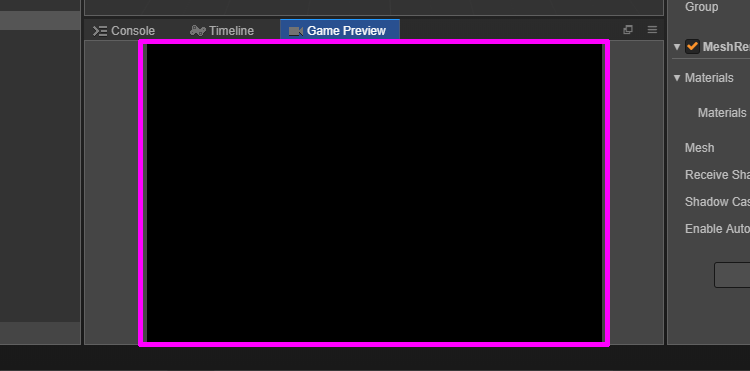 Group
Console Timeline Game Preview
MeshRe
Materials
Materials
Mesh
Receive Sha
Shadow Cas
Enable Auto